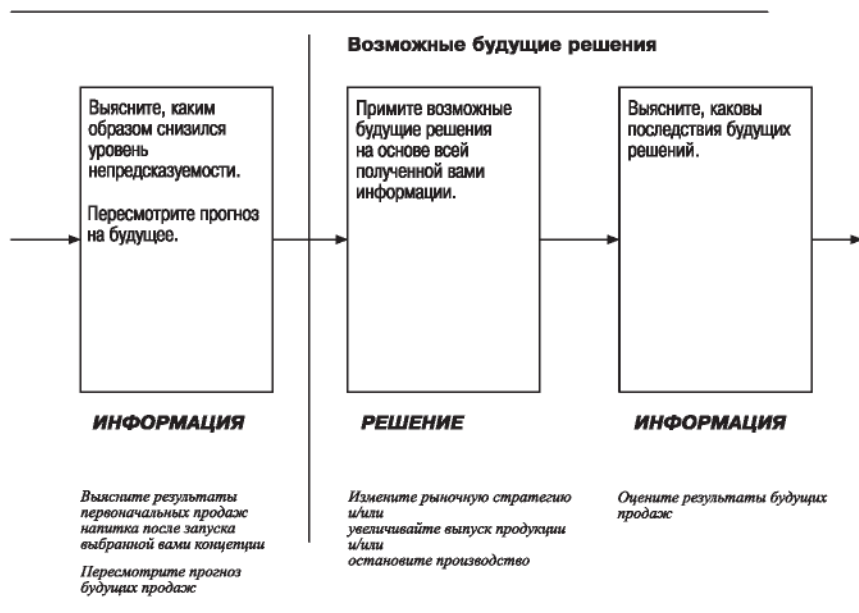 Возможные будущие решения
Выясните, каким
образом снизился
уровень
непредсказуемости.
Пересмотрите прогноз
на будущее.
ИНФОРМАЦИЯ
Выясните результаты
первоначальных продаж
напитка после запуска
выбранной вами концепции
Пересмотрите прогноз
будущих продаж
Примите возможные
будущие решения
на основе всей
полученной вами
информации.
РЕШЕНИЕ
Измените рыночную стратегию
и/или
увеличивайте выпуск продукции
и/или
остановите производство
Выясните, каковы
последствия будущих
решений.
ИНФОРМАЦИЯ
Оцените результаты будущих
продаж